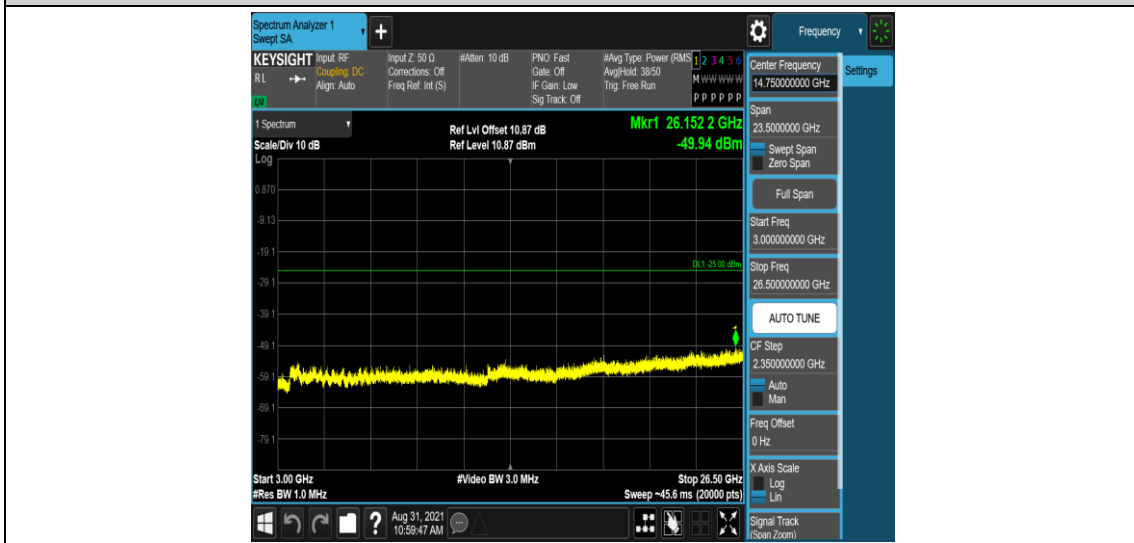 Spectrum Analyzer 1
Swept SA
+
Frequency
KEYSIGHT
RL
Input: RF
Coupling: DC
Align: Auto
Input Z: 50 Ω
Corrections: Off
Freq Ref: Int (S)
#Atten: 10 dB
PNO: Fast
Gate: Off
IF Gain: Low
Sig Track: Off
#Avg Type: Power (RMS
Avg|Hold: 38/50
Trig: Free Run
1 2 3 4 5 6
M W W W W W
P P P P P P
1 Spectrum
Scale/Div 10 dB
Log
Ref Lvl Offset 10.87 dB
Ref Level 10.87 dBm
Mkr1 26.152 2 GHz
-49.94 dBm
0.870
-9.13
-19.1
DL1 -25.00 dBm
-29.1
-39.1
-49.1
-59.1
-69.1
-79.1
1
Start 3.00 GHz
#Res BW 1.0 MHz
#Video BW 3.0 MHz
Stop 26.50 GHz
Sweep ~45.6 ms (20000 pts)
?
Aug 31, 2021
10:59:47 AM
Center Frequency
14.750000000 GHz
Settings
Span
23.5000000 GHz
Swept Span
Zero Span
Full Span
Start Freq
3.000000000 GHz
Stop Freq
26.500000000 GHz
AUTO TUNE
CF Step
2.350000000 GHz
Auto
Man
Freq Offset
0 Hz
X Axis Scale
Log
Lin
Signal Track
(Span Zoom)